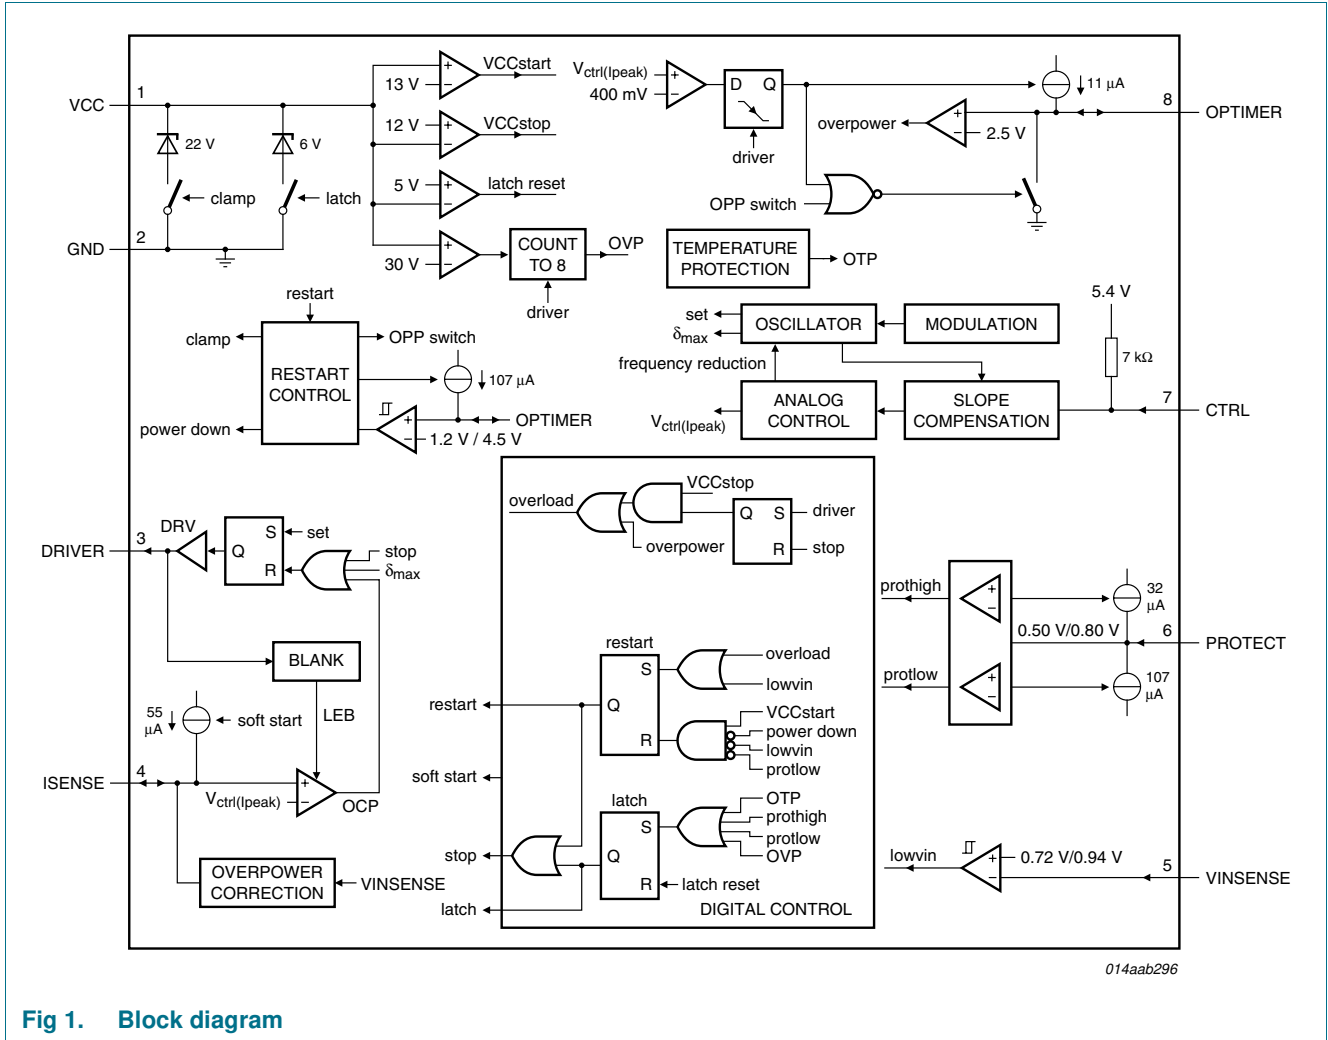 VCC
1
22 V
6 V
clamp
latch
GND
2
13 V
+
−
VCCstart
12 V
+
−
VCCstop
5 V
+
−
latch reset
30 V
+
−
COUNT
TO 8
OVP
driver
Vctrl(Ipeak)
400 mV
+
−
D Q
driver
11 μA
8
OPTIMER
overpower
+
−
2.5 V
OPP switch
TEMPERATURE
PROTECTION
OTP
restart
clamp
OPP switch
RESTART
CONTROL
107 μA
OPTIMER
power down
+
−
1.2 V / 4.5 V
set
δmax
OSCILLATOR
MODULATION
frequency reduction
5.4 V
7 kΩ
Vctrl(Ipeak)
ANALOG
CONTROL
SLOPE
COMPENSATION
7
CTRL
DRIVER
3
DRV
Q
S
R
set
stop
δmax
BLANK
LEB
55
μA
soft start
ISENSE
4
Vctrl(Ipeak)
+
−
OCP
OVERPOWER
CORRECTION
VINSENSE
overload
VCCstop
overpower
Q S
R
driver
stop
restart
S
Q
R
overload
lowvin
VCCstart
power down
lowvin
protlow
restart
soft start
latch
S
Q
R
OTP
prothigh
protlow
OVP
latch reset
stop
latch
DIGITAL CONTROL
prothigh
+
−
32
μA
0.50 V/0.80 V
6
PROTECT
protlow
+
−
107
μA
lowvin
+
−
0.72 V/0.94 V
5
VINSENSE
014aab296
Fig 1. Block diagram